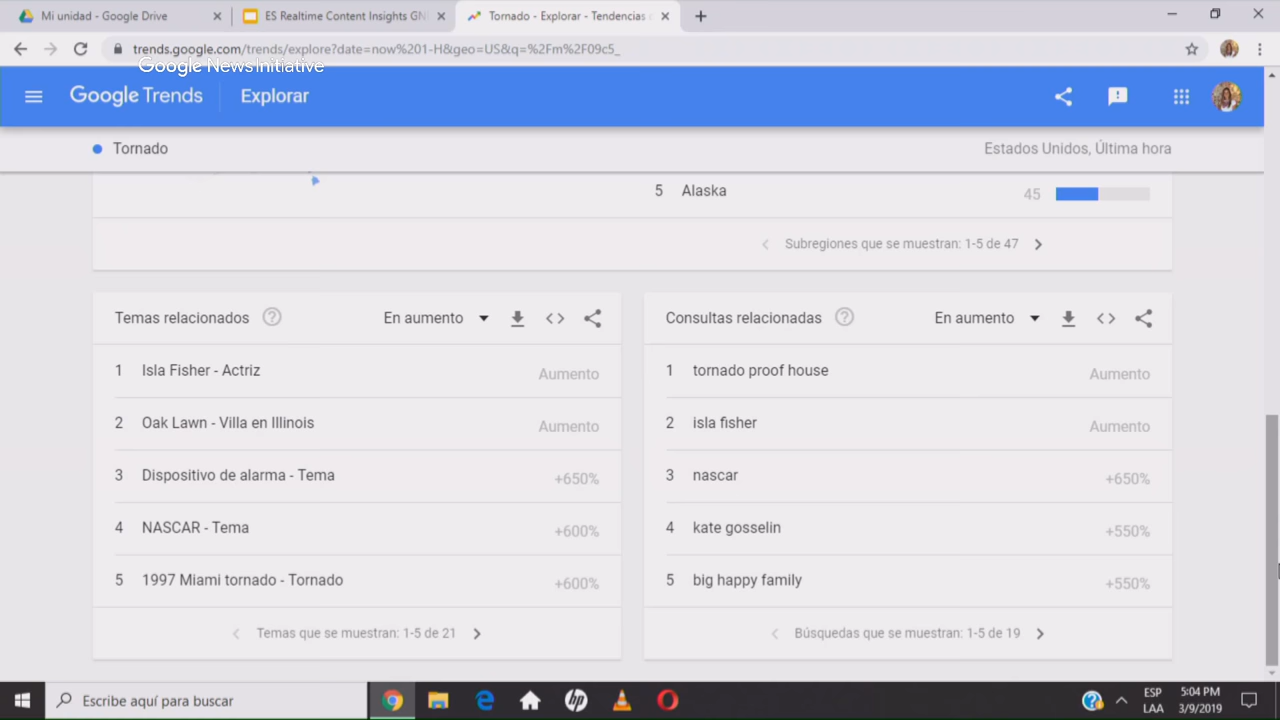 Mi unidad - Google Drive
ES Realtime Content Insights GN
Tornado - Explorar - Tendencias
trends.google.com/trends/explore?date=now%201-H&geo=US&q=%2Fm%2F09c5_
Google News Initiative
Google Trends
Explorar
Tornado
Estados Unidos, Última hora
5 Alaska 45
Subregiones que se muestran: 1-5 de 47
Temas relacionados
En aumento
1 Isla Fisher - Actriz Aumento
2 Oak Lawn - Villa en Illinois Aumento
3 Dispositivo de alarma - Tema +650%
4 NASCAR - Tema +600%
5 1997 Miami tornado - Tornado +600%
Temas que se muestran: 1-5 de 21
Consultas relacionadas
En aumento
1 tornado proof house Aumento
2 isla fisher Aumento
3 nascar +650%
4 kate gosselin +550%
5 big happy family +550%
Búsquedas que se muestran: 1-5 de 19
Escribe aquí para buscar
ESP
LAA
5:04 PM
3/9/2019